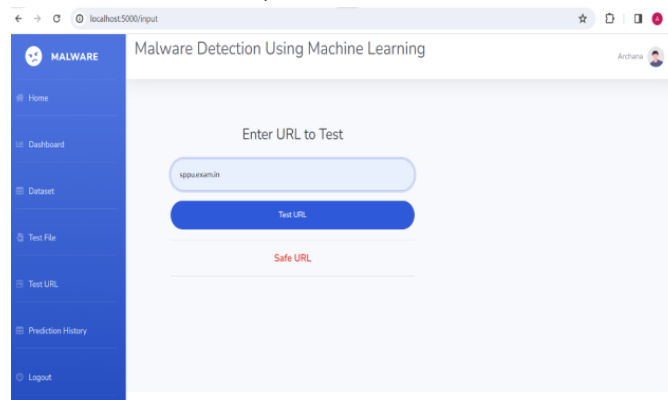 localhost:5000/input
MALWARE
Malware Detection Using Machine Learning
Archana
Home
Dashboard
Dataset
Test File
Test URL
Prediction History
Logout
Enter URL to Test
sppu.exam.in
Test URL
Safe URL